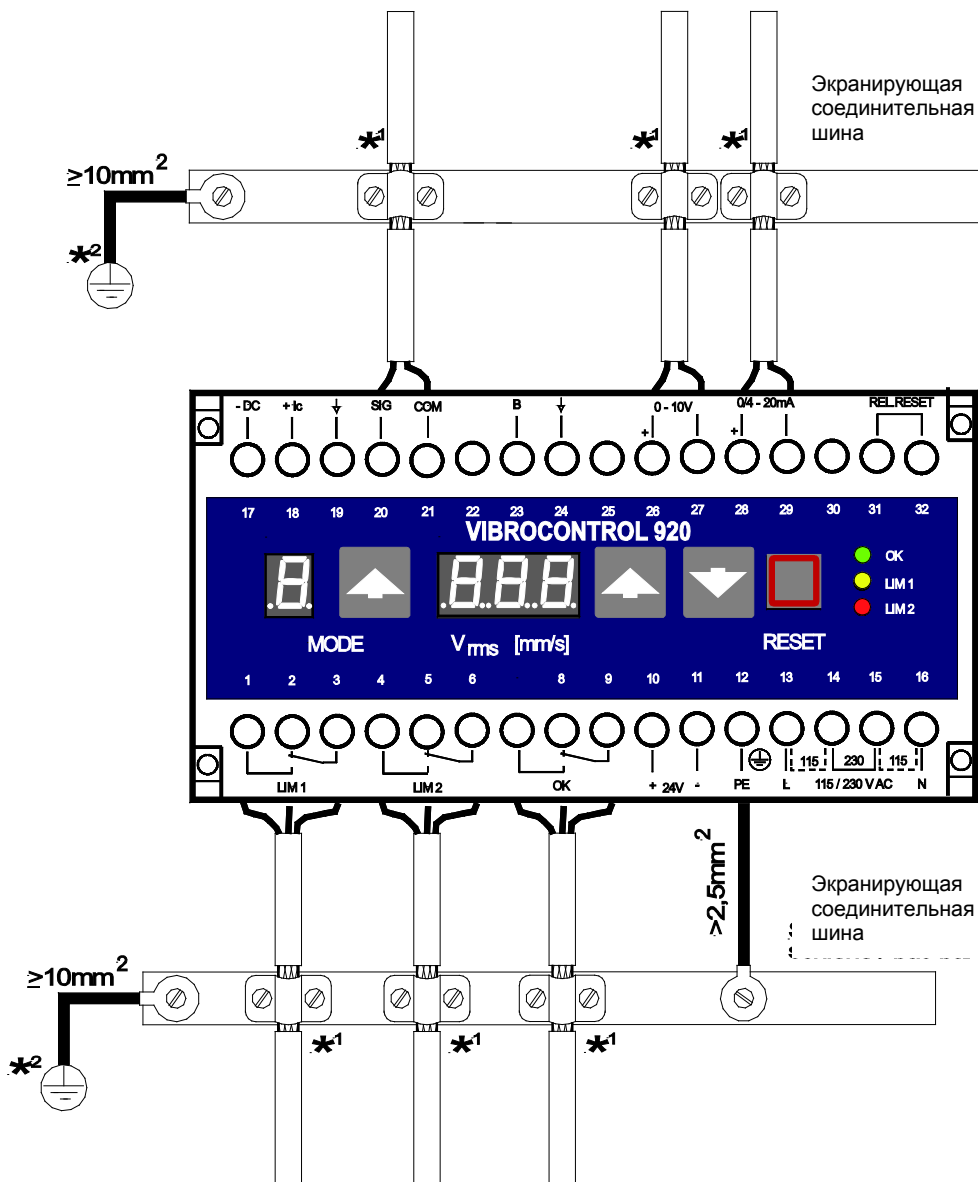 Экранирующая
соединительная
шина
*1 *1 *1
≥10mm2
*2
- DC +Ic SIG COM B 0 - 10V 0/4 - 20mA REL.RESET
+ +
17 18 19 20 21 22 23 24 25 26 27 28 29 30 31 32
VIBROCONTROL 920
8. 8.8.8.
OK
LIM 1
LIM 2
MODE Vrms [mm/s] RESET
1 2 3 4 5 6 8 9 10 11 12 13 14 15 16
115 230 115
LIM 1 LIM 2 OK + 24V - PE L 115 / 230 V AC N
>2,5mm2
Экранирующая
соединительная
шина
≥10mm2
*1 *1 *1
*2